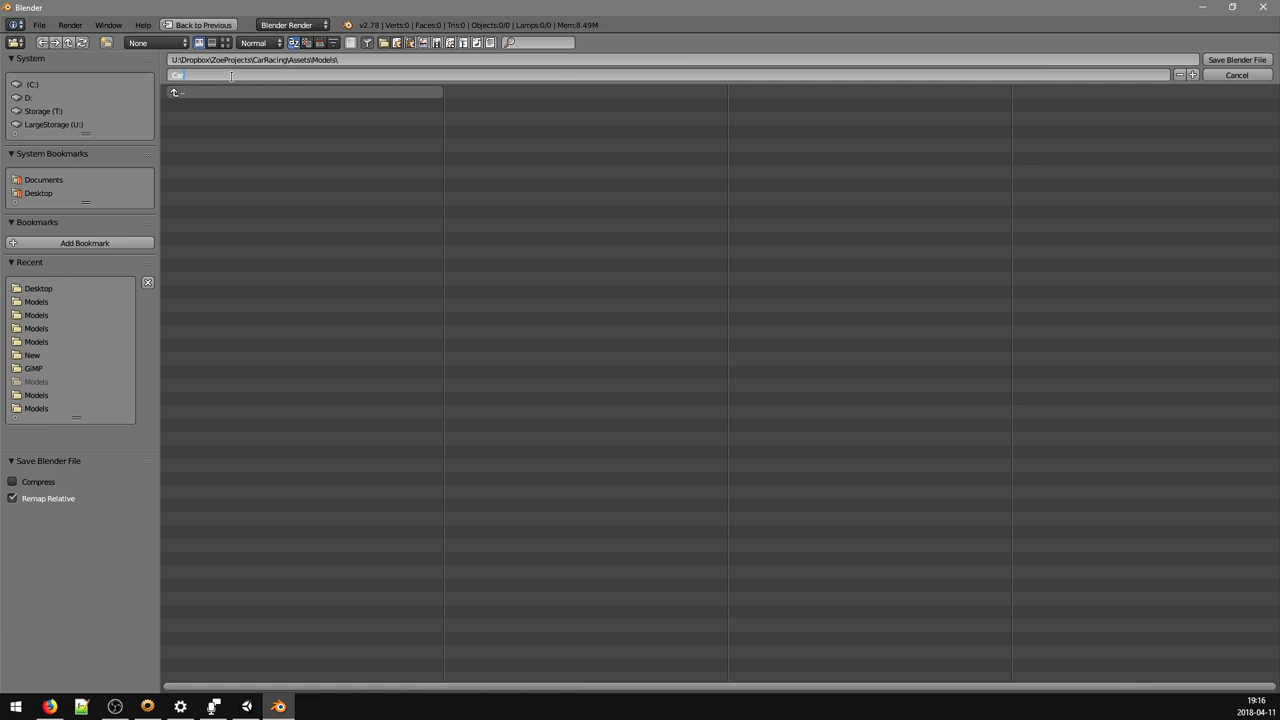 Blender
File Render Window Help Back to Previous Blender Render v2.78 | Verts:0 | Faces:0 | Tris:0 | Objects:0/0 | Lamps:0/0 | Mem:8.49M
None Normal
System
U:\Dropbox\ZoeProjects\CarRacing\Assets\Models\
Save Blender File
Car
Cancel
..
(C:)
D:
Storage (T:)
LargeStorage (U:)
System Bookmarks
Documents
Desktop
Bookmarks
Add Bookmark
Recent
Desktop
Models
Models
Models
Models
New
GiMP
Models
Models
Models
Save Blender File
Compress
Remap Relative
19:16
2018-04-11